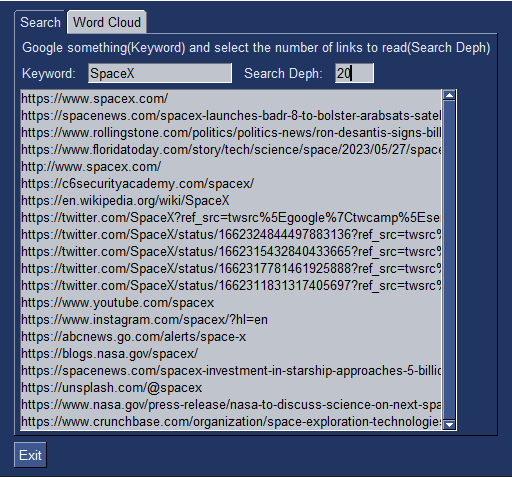 Search Word Cloud
Google something(Keyword) and select the number of links to read(Search Deph)
Keyword: SpaceX Search Deph: 20
https://www.spacex.com/
https://spacenews.com/spacex-launches-badr-8-to-bolster-arabsats-satel
https://www.rollingstone.com/politics/politics-news/ron-desantis-signs-bill
https://www.floridatoday.com/story/tech/science/space/2023/05/27/space
http://www.spacex.com/
https://c6securityacademy.com/spacex/
https://en.wikipedia.org/wiki/SpaceX
https://twitter.com/SpaceX?ref_src=twsrc%5Egoogle%7Ctwcamp%5Ese
https://twitter.com/SpaceX/status/1662324844497883136?ref_src=twsrc%
https://twitter.com/SpaceX/status/1662315432840433665?ref_src=twsrc%
https://twitter.com/SpaceX/status/1662317781461925888?ref_src=twsrc%
https://twitter.com/SpaceX/status/1662311831317405697?ref_src=twsrc%
https://www.youtube.com/spacex
https://www.instagram.com/spacex/?hl=en
https://abcnews.go.com/alerts/space-x
https://blogs.nasa.gov/spacex/
https://spacenews.com/spacex-investment-in-starship-approaches-5-billic
https://unsplash.com/@spacex
https://www.nasa.gov/press-release/nasa-to-discuss-science-on-next-spa
https://www.crunchbase.com/organization/space-exploration-technologies
Exit